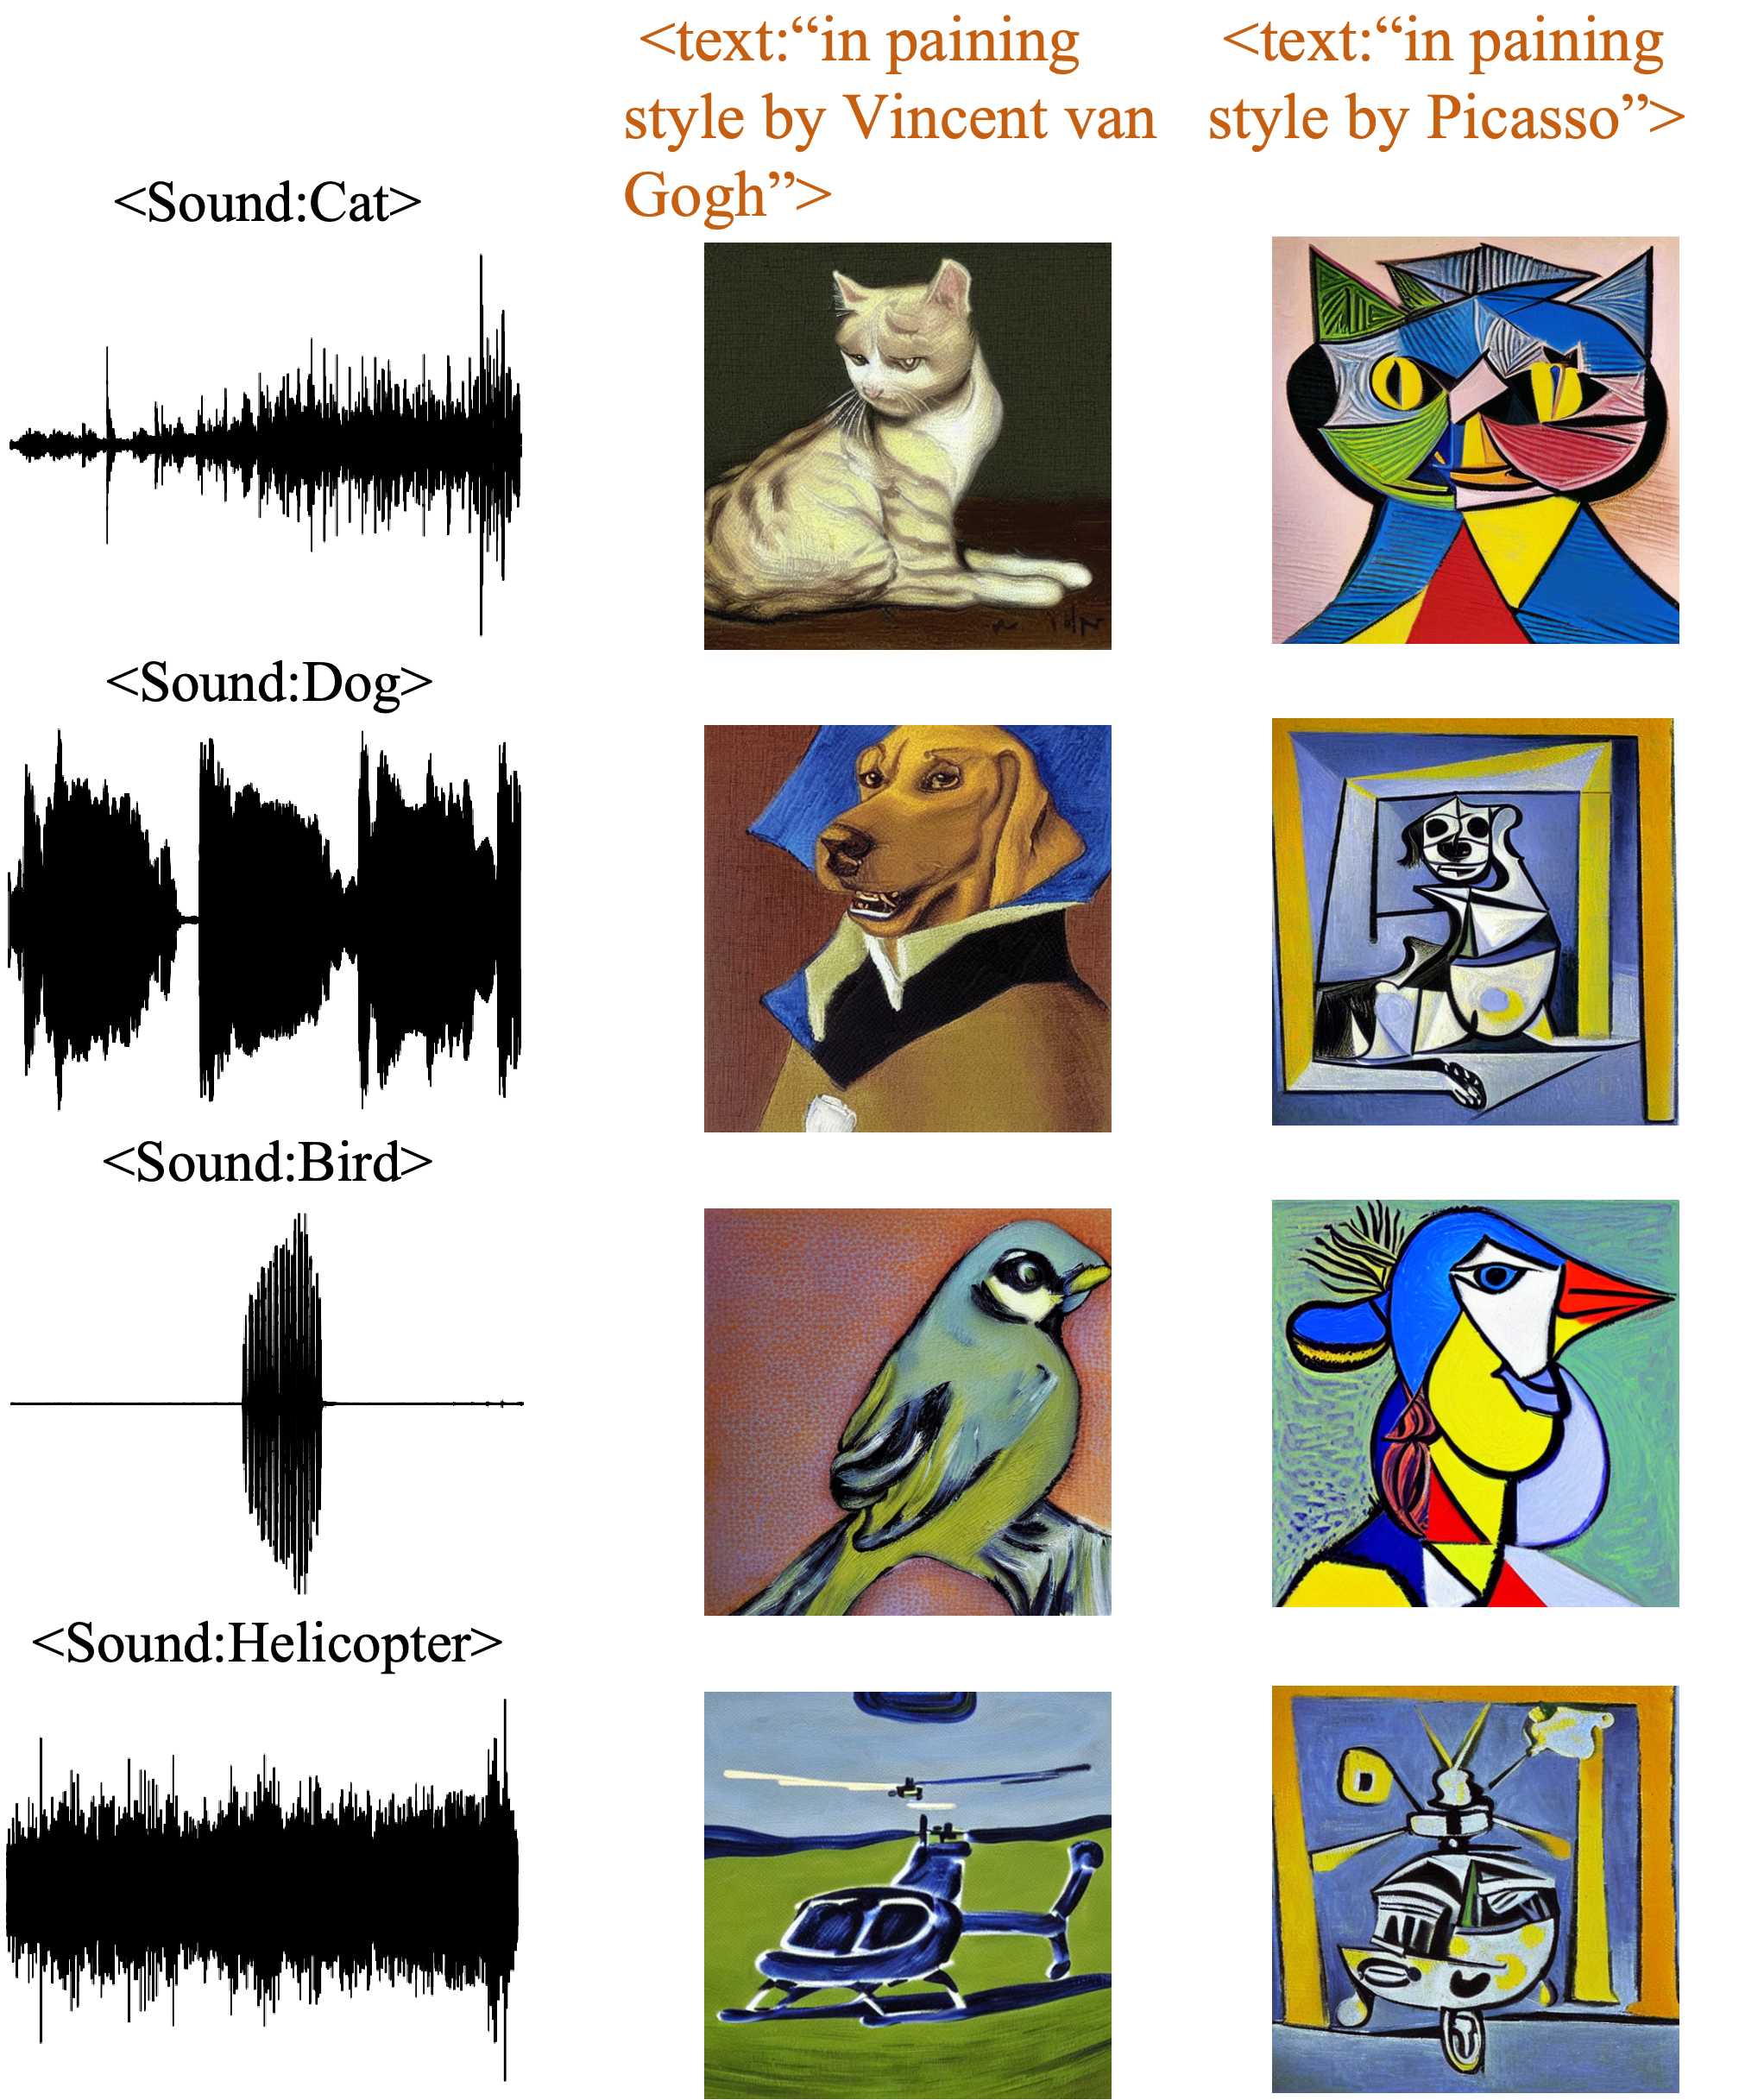 <text:“in paining
style by Vincent van
Gogh”>
<text:“in paining
style by Picasso”>
<Sound:Cat>
<Sound:Dog>
<Sound:Bird>
<Sound:Helicopter>